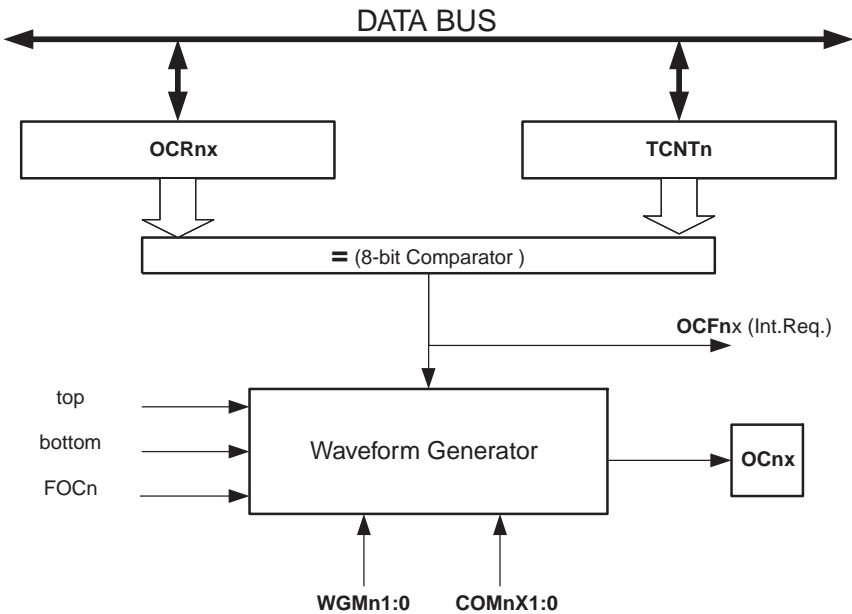 DATA BUS
OCRnx
TCNTn
= (8-bit Comparator )
OCFnx (Int.Req.)
top
bottom
FOCn
Waveform Generator
OCnx
WGMn1:0
COMnX1:0